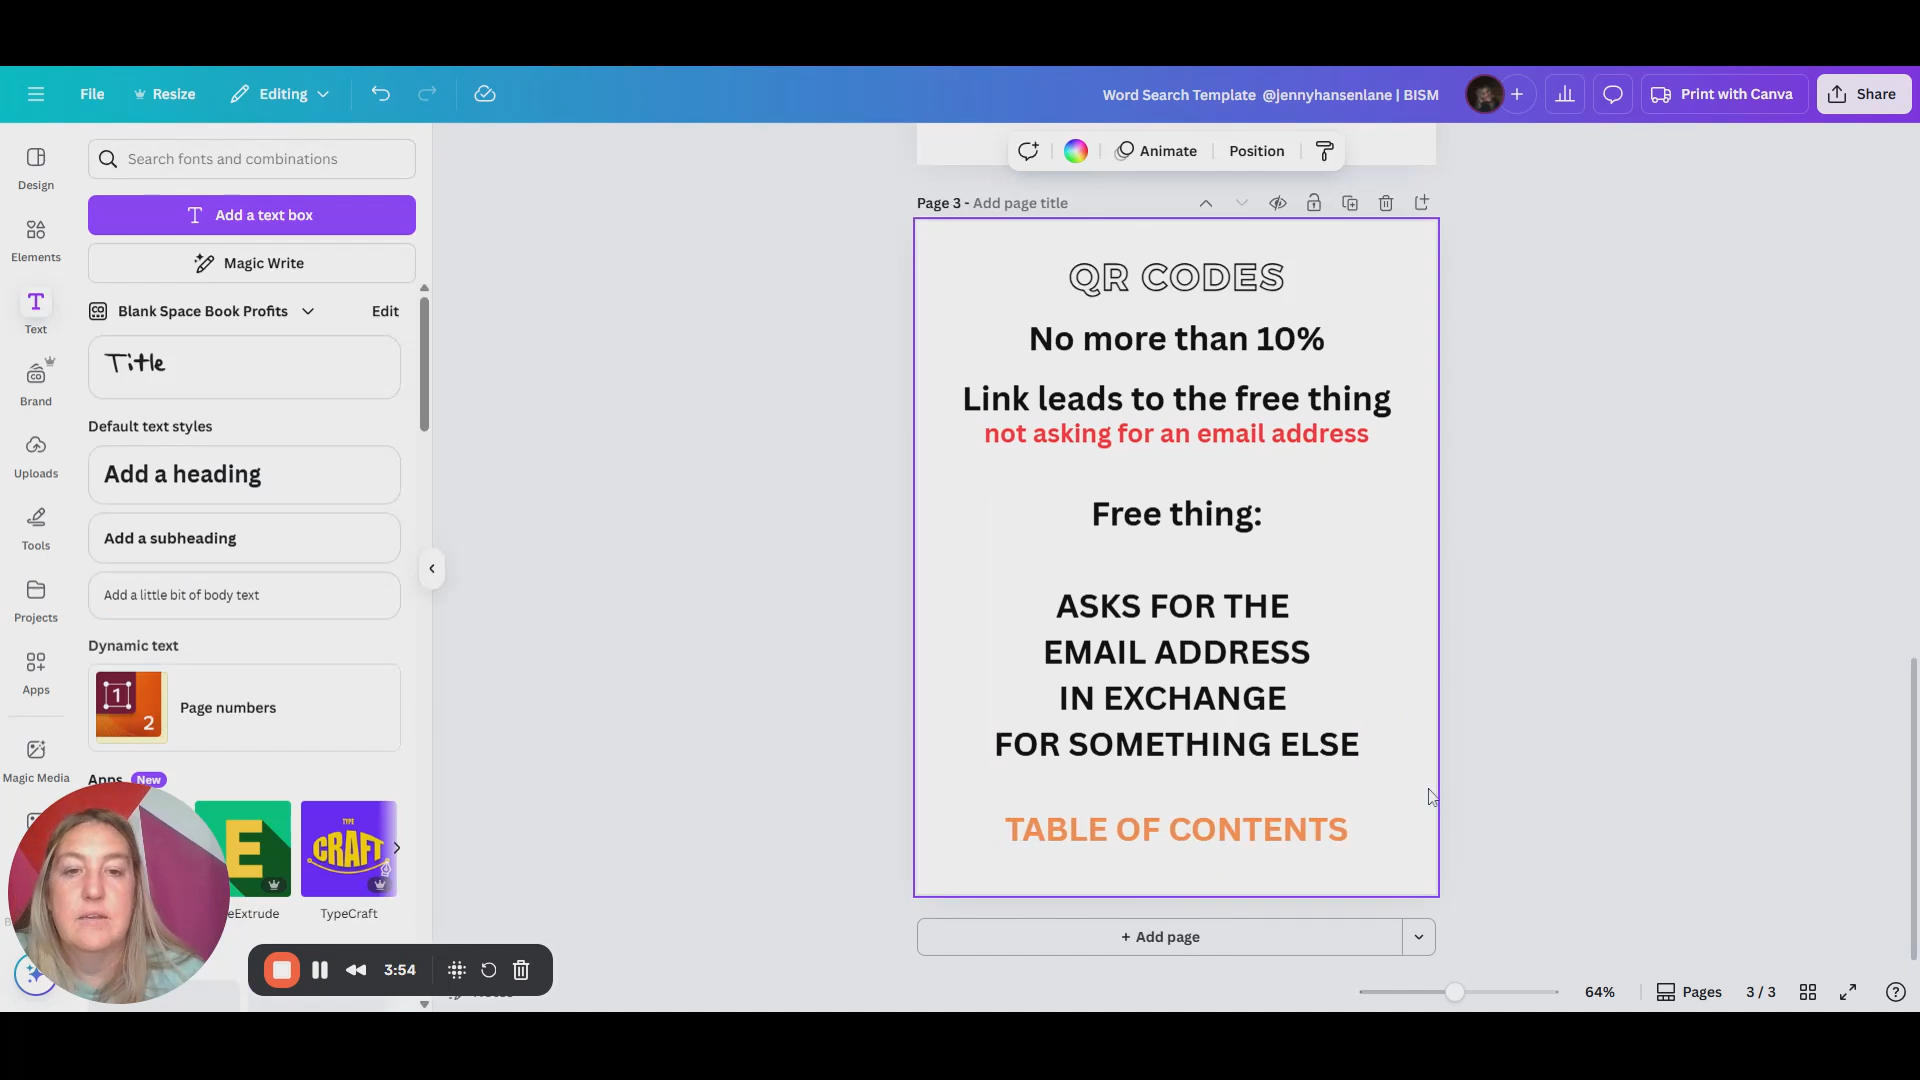 File
Resize
Editing
Word Search Template @jennyhansenlane | BISM
Print with Canva
Share
Design
Elements
Text
Brand
Uploads
Tools
Projects
Apps
Magic Media
Search fonts and combinations
Add a text box
Magic Write
Blank Space Book Profits
Edit
Title
Default text styles
Add a heading
Add a subheading
Add a little bit of body text
Dynamic text
1
2
Page numbers
Apps
New
E
TYPE
CRAFT
eExtrude
TypeCraft
3:54
Animate
Position
Page 3 - Add page title
QR CODES
No more than 10%
Link leads to the free thing
not asking for an email address
Free thing:
ASKS FOR THE
EMAIL ADDRESS
IN EXCHANGE
FOR SOMETHING ELSE
TABLE OF CONTENTS
+ Add page
64%
Pages
3 / 3